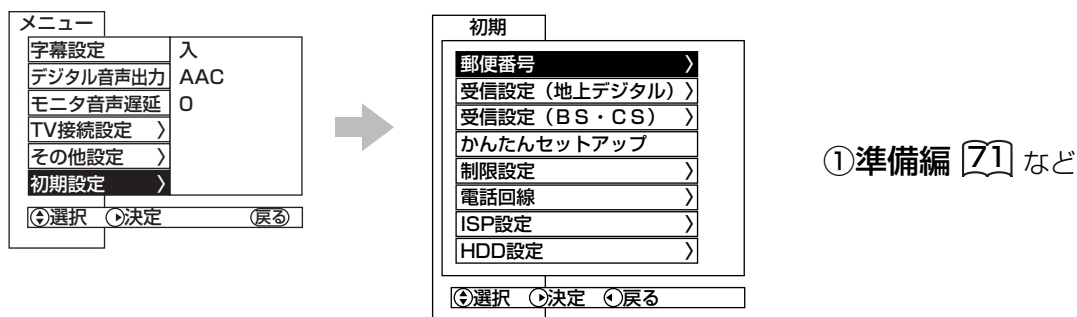 メニュー
字幕設定 入
デジタル音声出力 AAC
モニタ音声遅延 0
TV接続設定 〉
その他設定 〉
初期設定 〉
選択 決定 戻る
初期
郵便番号 〉
受信設定(地上デジタル)〉
受信設定(BS・CS) 〉
かんたんセットアップ
制限設定 〉
電話回線 〉
ISP設定 〉
HDD設定 〉
選択 決定 戻る
①準備編 71 など